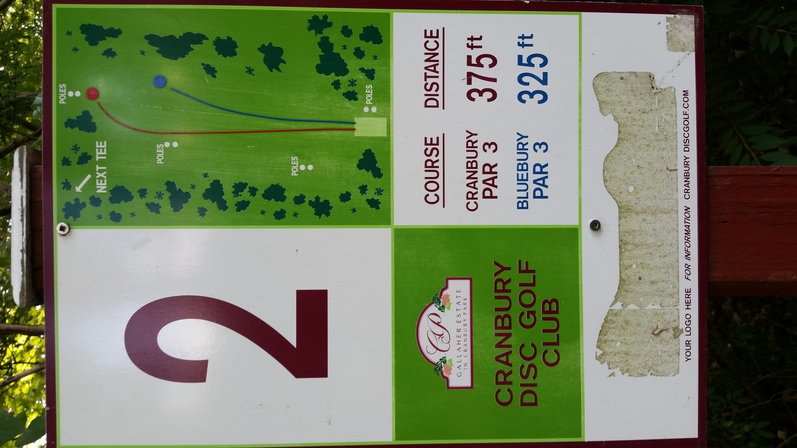 2
POLES
NEXT TEE
POLES
POLES
POLES
CP
GALLAHER ESTATE
IN CRANBURY PARK
CRANBURY
DISC GOLF
CLUB
COURSE DISTANCE
CRANBURY
PAR 3 375 ft
BLUEBURY
PAR 3 325 ft
YOUR LOGO HERE FOR INFORMATION CRANBURY DISCGOLF.COM